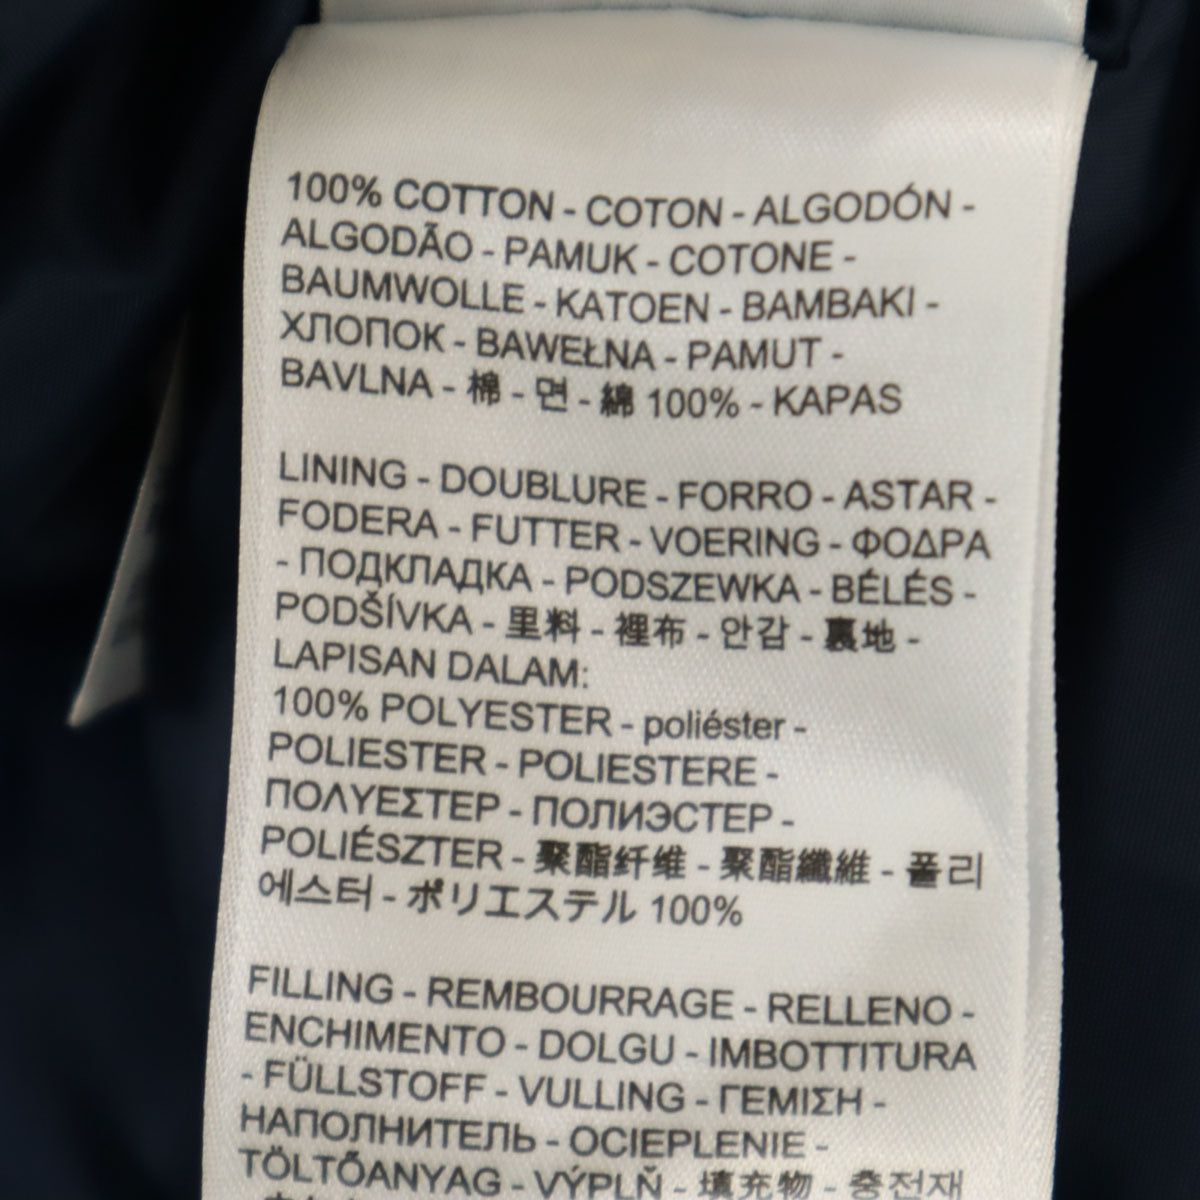 100% COTTON - COTON - ALGODÓN -
ALGODÃO - PAMUK - COTONE -
BAUMWOLLE - KATOEN - BAMBAKI -
ХЛОПОК - BAWEŁNA - PAMUT -
BAVLNA - 棉 - 면 - 綿 100% - KAPAS
LINING - DOUBLURE - FORRO - ASTAR -
FODERA - FUTTER - VOERING - ΦΟΔΡΑ
- ПОДКЛАДКА - PODSZEWKA - BÉLÉS -
PODŠÍVKA - 里料 - 裡布 - 안감 - 裏地 -
LAPISAN DALAM:
100% POLYESTER - poliéster -
POLIESTER - POLIESTERE -
ΠΟΛΥΕΣΤΕΡ - ПОЛИЭСТЕР -
POLIÉSZTER - 聚酯纤维 - 聚酯纖維 - 폴리
에스터 - ポリエステル 100%
FILLING - REMBOURRAGE - RELLENO -
ENCHIMENTO - DOLGU - IMBOTTITURA
- FÜLLSTOFF - VULLING - ΓΕΜΙΣΗ -
НАПОЛНИТЕЛЬ - OCIEPLENIE -
TÖLTŐANYAG - VÝPLŇ - 填充物 - 충전재